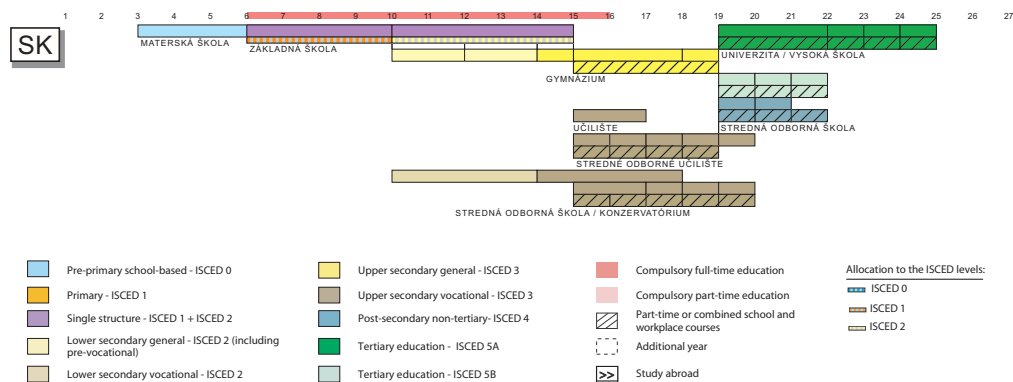 1 2 3 4 5 6 7 8 9 10 11 12 13 14 15 16 17 18 19 20 21 22 23 24 25 26 27
SK
MATERSKÁ ŠKOLA
ZÁKLADNÁ ŠKOLA
UNIVERZITA / VYSOKÁ ŠKOLA
GYMNÁZIUM
UČILIŠTE
STREDNÁ ODBORNÁ ŠKOLA
STREDNÉ ODBORNÉ UČILIŠTE
STREDNÁ ODBORNÁ ŠKOLA / KONZERVATÓRIUM
Pre-primary school-based - ISCED 0
Primary - ISCED 1
Single structure - ISCED 1 + ISCED 2
Lower secondary general - ISCED 2 (including
pre-vocational)
Lower secondary vocational - ISCED 2
Upper secondary general - ISCED 3
Upper secondary vocational - ISCED 3
Post-secondary non-tertiary- ISCED 4
Tertiary education - ISCED 5A
Tertiary education - ISCED 5B
Compulsory full-time education
Compulsory part-time education
Part-time or combined school and
workplace courses
Additional year
>> Study abroad
Allocation to the ISCED levels:
ISCED 0
ISCED 1
ISCED 2